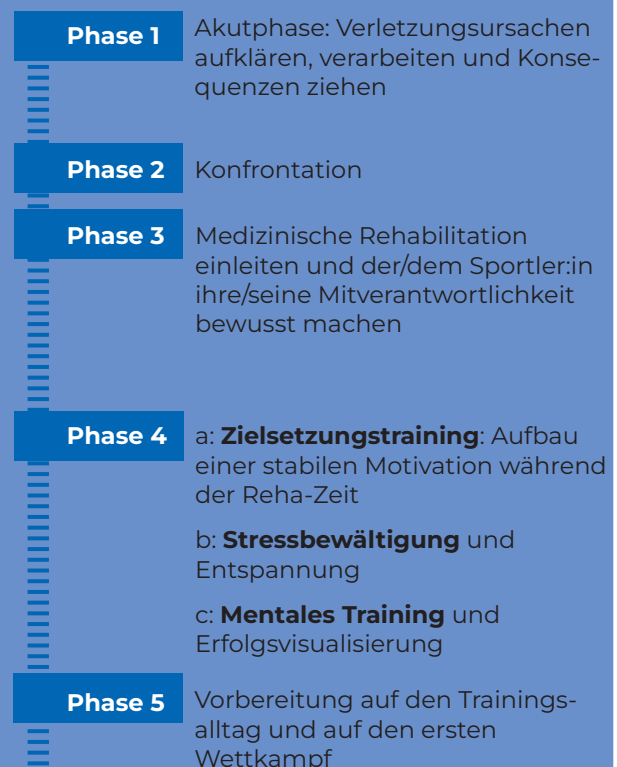 Phase 1
Akutphase: Verletzungsursachen
aufklären, verarbeiten und Konse-
quenzen ziehen
Phase 2
Konfrontation
Phase 3
Medizinische Rehabilitation
einleiten und der/dem Sportler:in
ihre/seine Mitverantwortlichkeit
bewusst machen
Phase 4
a: Zielsetzungstraining: Aufbau
einer stabilen Motivation während
der Reha-Zeit
b: Stressbewältigung und
Entspannung
c: Mentales Training und
Erfolgsvisualisierung
Phase 5
Vorbereitung auf den Trainings-
alltag und auf den ersten
Wettkampf